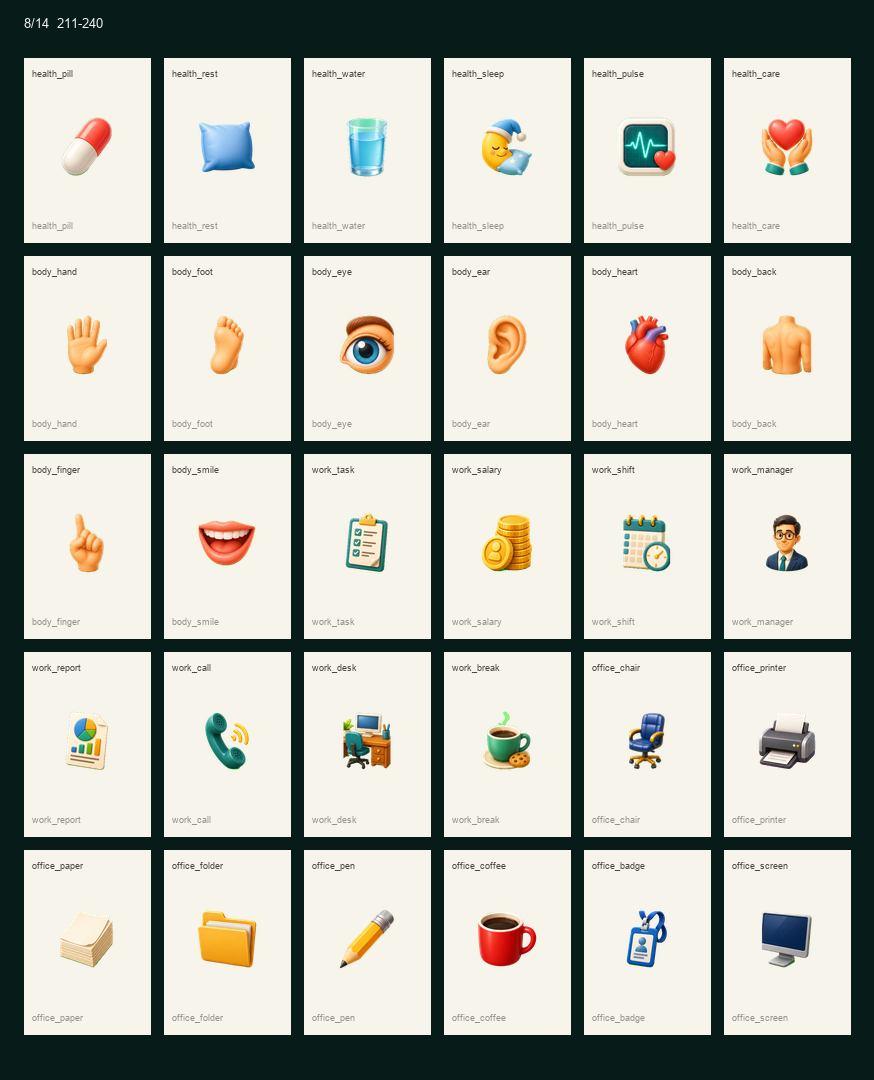 8/14 211-240
health_pill health_rest health_water health_sleep health_pulse health_care
health_pill health_rest health_water health_sleep health_pulse health_care
body_hand body_foot body_eye body_ear body_heart body_back
body_hand body_foot body_eye body_ear body_heart body_back
body_finger body_smile work_task work_salary work_shift work_manager
body_finger body_smile work_task work_salary work_shift work_manager
work_report work_call work_desk work_break office_chair office_printer
work_report work_call work_desk work_break office_chair office_printer
office_paper office_folder office_pen office_coffee office_badge office_screen
office_paper office_folder office_pen office_coffee office_badge office_screen